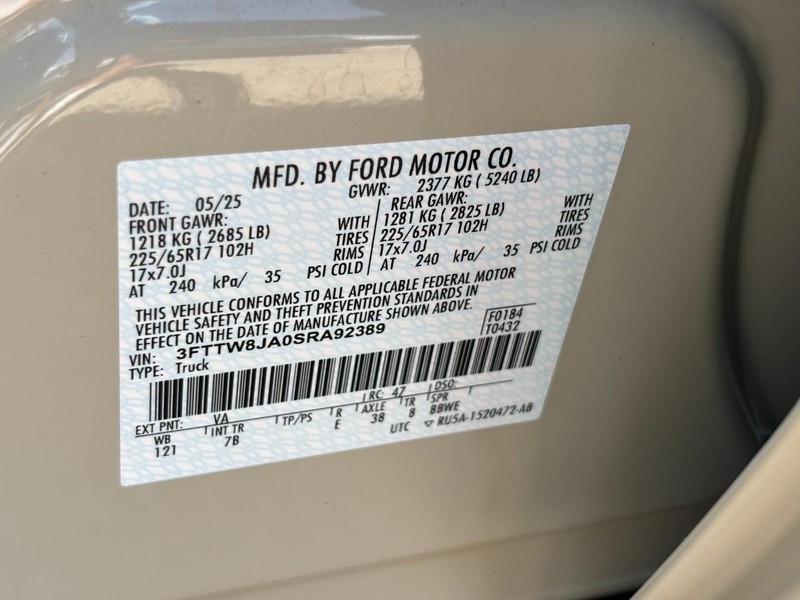 MFD. BY FORD MOTOR CO.
DATE: 05/25 GVWR: 2377 KG ( 5240 LB)
FRONT GAWR: REAR GAWR:
1218 KG ( 2685 LB) WITH 1281 KG ( 2825 LB) WITH
225/65R17 102H TIRES 225/65R17 102H TIRES
17x7.0J RIMS 17x7.0J RIMS
AT 240 kPa/ 35 PSI COLD AT 240 kPa/ 35 PSI COLD
THIS VEHICLE CONFORMS TO ALL APPLICABLE FEDERAL MOTOR
VEHICLE SAFETY AND THEFT PREVENTION STANDARDS IN
EFFECT ON THE DATE OF MANUFACTURE SHOWN ABOVE.
VIN: 3FTTW8JA0SRA92389 F0184
TYPE: Truck T0432
EXT PNT: VA RC: 47 DSO:
WB INT TR TP/PS R AXLE TR SPR
121 7B E 38 8 BBWE
UTC ▽ RU5A-1520472-AB